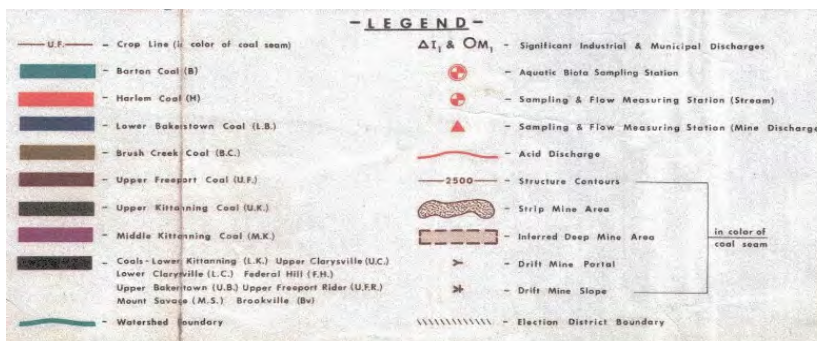 -LEGEND-
U.F. - Crop Line (in color of coal seam)
- Barton Coal (B)
- Harlem Coal (H)
- Lower Bakerstown Coal (L.B.)
- Brush Creek Coal (B.C.)
- Upper Freeport Coal (U.F.)
- Upper Kittanning Coal (U.K.)
- Middle Kittanning Coal (M.K.)
- Coals - Lower Kittanning (L.K.) Upper Clarysville (U.C.)
Lower Clarysville (L.C.) Federal Hill (F.H.)
Upper Bakertown (U.B.) Upper Freeport Rider (U.F.R.)
Mount Savage (M.S.) Brookville (Bv)
- Watershed Boundary
ΔI₁ & OM₁ - Significant Industrial & Municipal Discharges
- Aquatic Biota Sampling Station
- Sampling & Flow Measuring Station (Stream)
- Sampling & Flow Measuring Station (Mine Discharge
- Acid Discharge
2500 - Structure Contours
- Strip Mine Area
- Inferred Deep Mine Area
- Drift Mine Portal
- Drift Mine Slope
in color of
coal seam
- Election District Boundary